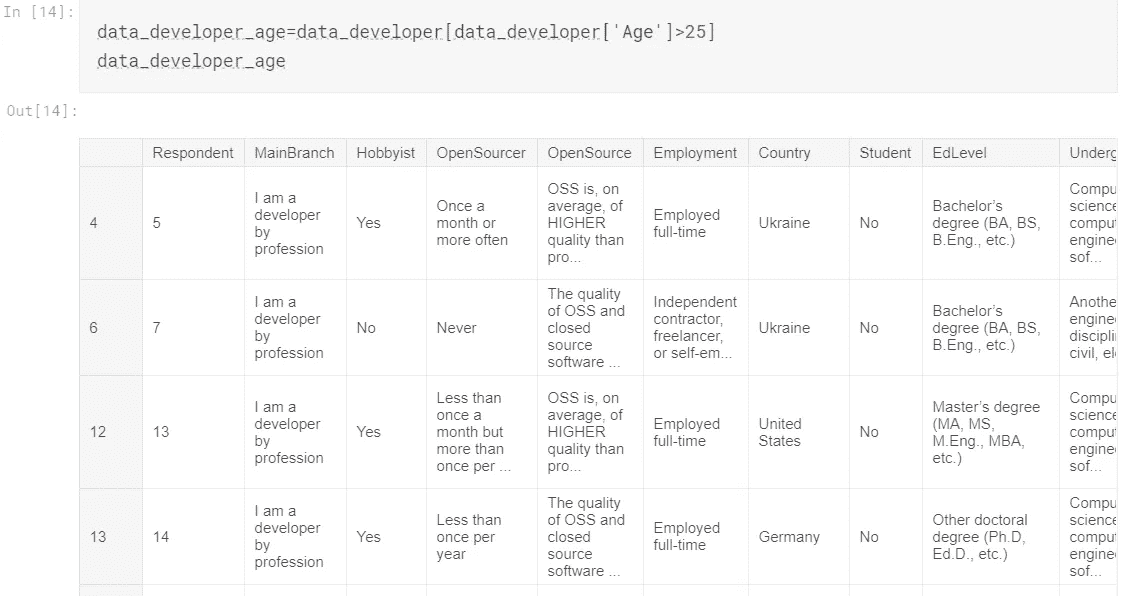 In [14]:
data_developer_age=data_developer[data_developer['Age']>25]
data_developer_age
Out[14]:
Respondent MainBranch Hobbyist OpenSourcer OpenSource Employment Country Student EdLevel Underg
4 5 I am a developer by profession Yes Once a month or more often OSS is, on average, of HIGHER quality than pro... Employed full-time Ukraine No Bachelor’s degree (BA, BS, B.Eng., etc.) Compu science compu engine sof...
6 7 I am a developer by profession No Never The quality of OSS and closed source software ... Independent contractor, freelancer, or self-em... Ukraine No Bachelor’s degree (BA, BS, B.Eng., etc.) Anothe engine discipli civil, el
12 13 I am a developer by profession Yes Less than once a month but more than once per ... OSS is, on average, of HIGHER quality than pro... Employed full-time United States No Master’s degree (MA, MS, M.Eng., MBA, etc.) Compu science compu engine sof...
13 14 I am a developer by profession Yes Less than once per year The quality of OSS and closed source software ... Employed full-time Germany No Other doctoral degree (Ph.D, Ed.D., etc.) Compu science compu engine sof...